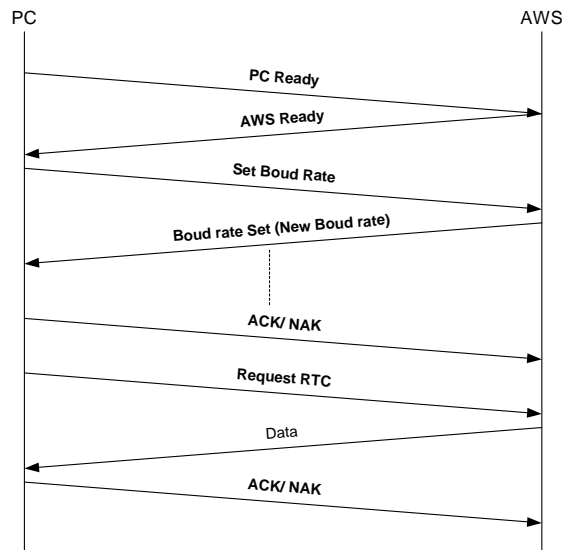 PC
AWS
PC Ready
AWS Ready
Set Boud Rate
Boud rate Set (New Boud rate)
ACK/ NAK
Request RTC
Data
ACK/ NAK